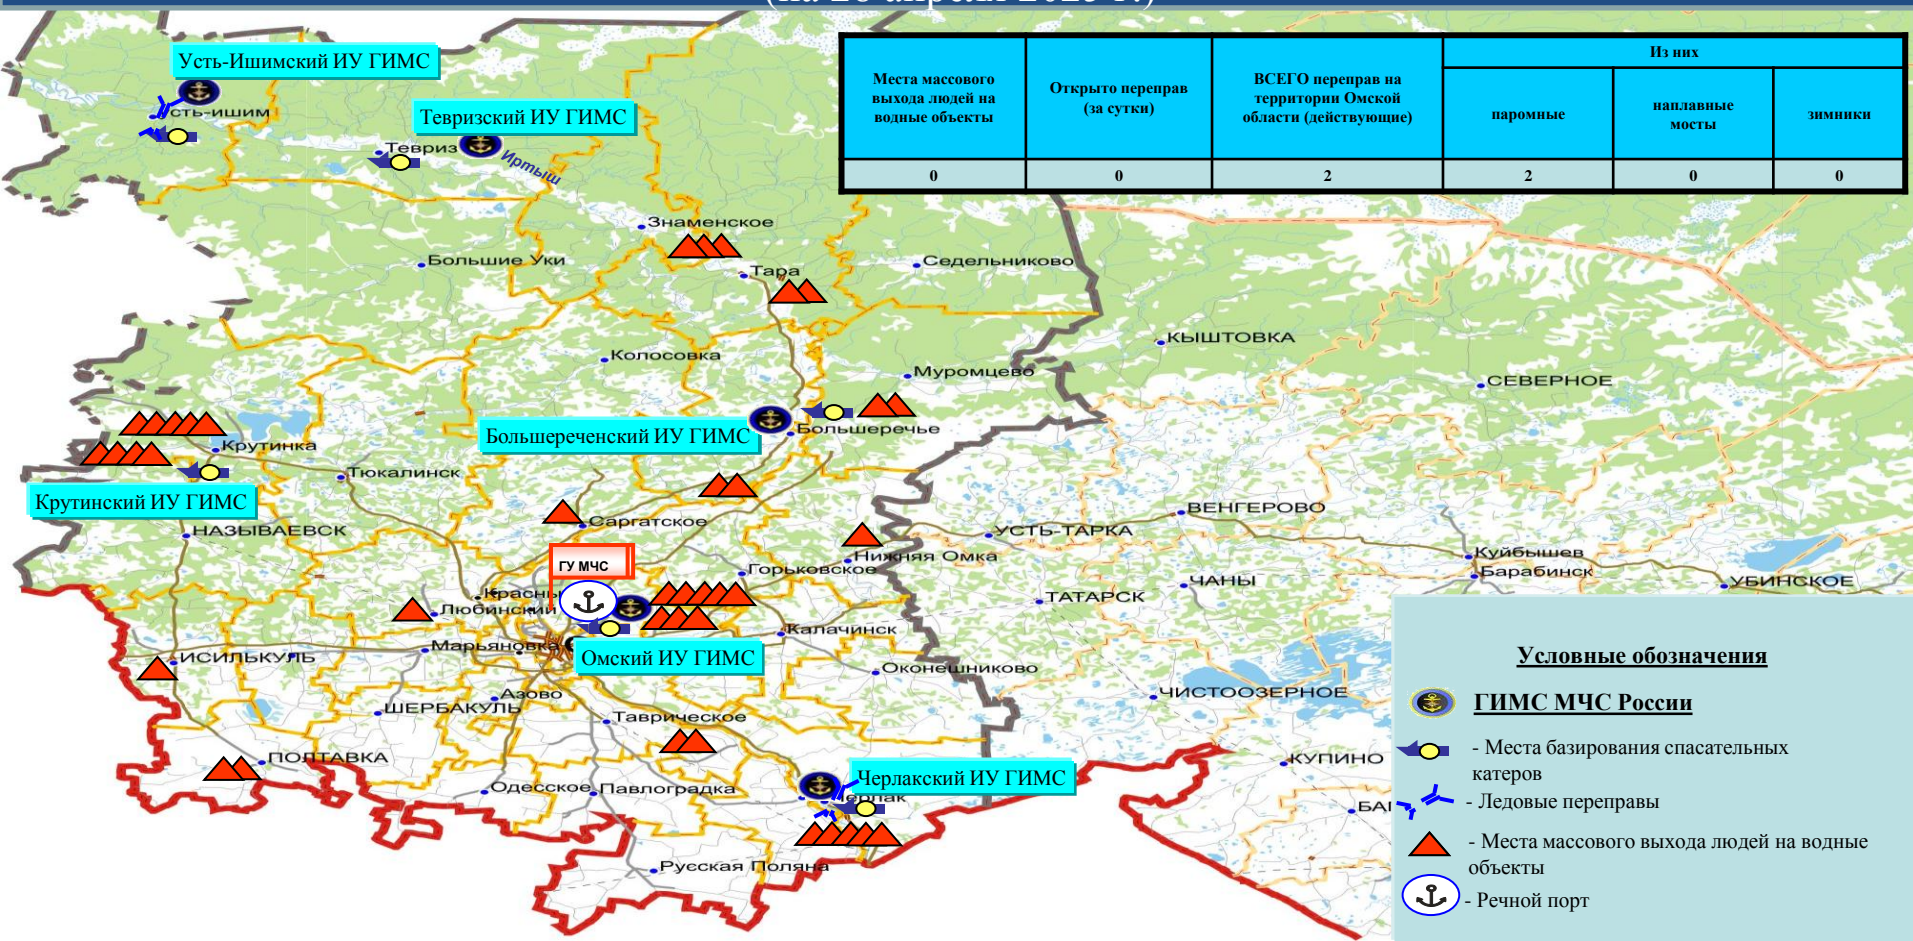 Усть-Ишимский ИУ ГИМС
сть-ишим
Тевризский ИУ ГИМС
Тевриз
Иртыш
Из них
Места массового
выхода людей на
водные объекты
Открыто переправ
(за сутки)
ВСЕГО переправ на
территории Омской
области (действующие)
паромные
наплавные
мосты
зимники
0
0
2
2
0
0
Знаменское
Большие Уки
Тара
Седельниково
КЫШТОВКА
Колосовка
Муромцево
СЕВЕРНОЕ
Большереченский ИУ ГИМС
Большеречье
Крутинка
Тюкалинск
Крутинский ИУ ГИМС
НАЗЫВАЕВСК
Саргатское
ВЕНГЕРОВО
УСТЬ-ТАРКА
Нижняя Омка
Куйбышев
Барабинск
ГУ МЧС
Горьковское
ЧАНЫ
УБИНСКОЕ
Красны
Любинский
ТАТАРСК
Калачинск
Марьяновка
Омский ИУ ГИМС
ИСИЛЬКУЛЬ
Оконешниково
Азово
ЧИСТООЗЕРНОЕ
ШЕРБАКУЛЬ
Таврическое
ПОЛТАВКА
КУПИНО
Черлакский ИУ ГИМС
Одесское
Павлоградка
ерлак
БАГ
Русская Поляна
Условные обозначения
ГИМС МЧС России
- Места базирования спасательных
катеров
- Ледовые переправы
- Места массового выхода людей на водные
объекты
- Речной порт